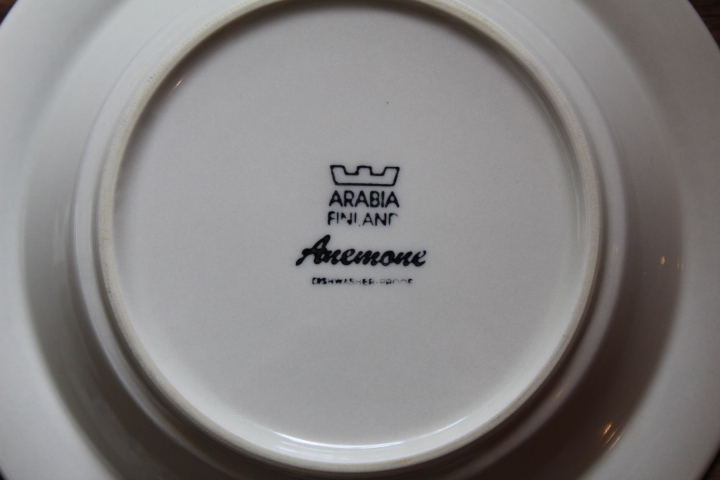 ARABIA
FINLAND
Anemone
DISHWASHER-PROOF